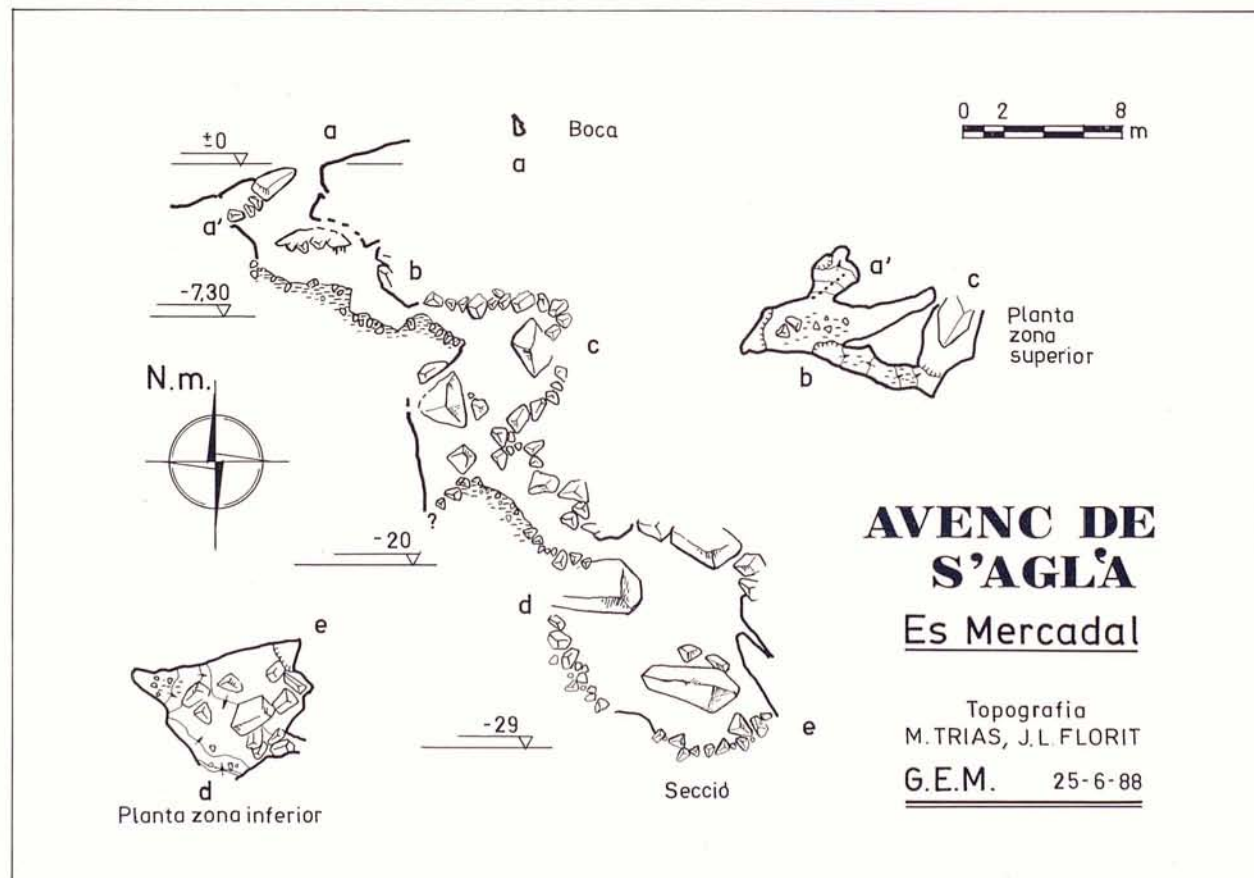 0 2 8
m
a
Boca
a
±0
a'
b
-7,30
c
a'
c
b
Planta
zona
superior
N.m.
?
-20
d
AVENC DE
S'AGLÀ
Es Mercadal
e
d
Planta zona inferior
-29
e
Secció
Topografia
M. TRIAS, J.L. FLORIT
G.E.M. 25-6-88